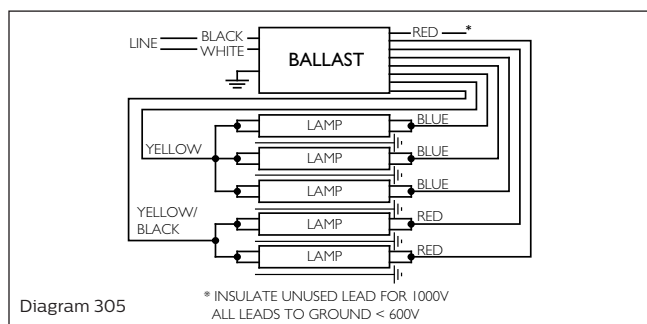 BLACK
RED *
LINE
WHITE
BALLAST
LAMP BLUE
YELLOW LAMP BLUE
LAMP BLUE
YELLOW/
BLACK
LAMP RED
LAMP RED
* INSULATE UNUSED LEAD FOR 1000V
ALL LEADS TO GROUND < 600V
Diagram 305